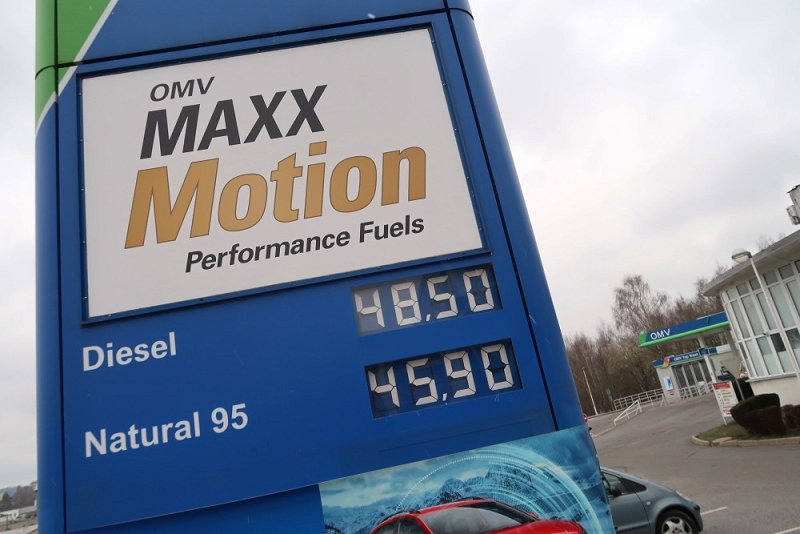 OMV
MAXX
Motion
Performance Fuels
Diesel 48,50
Natural 95 45,90
OMV